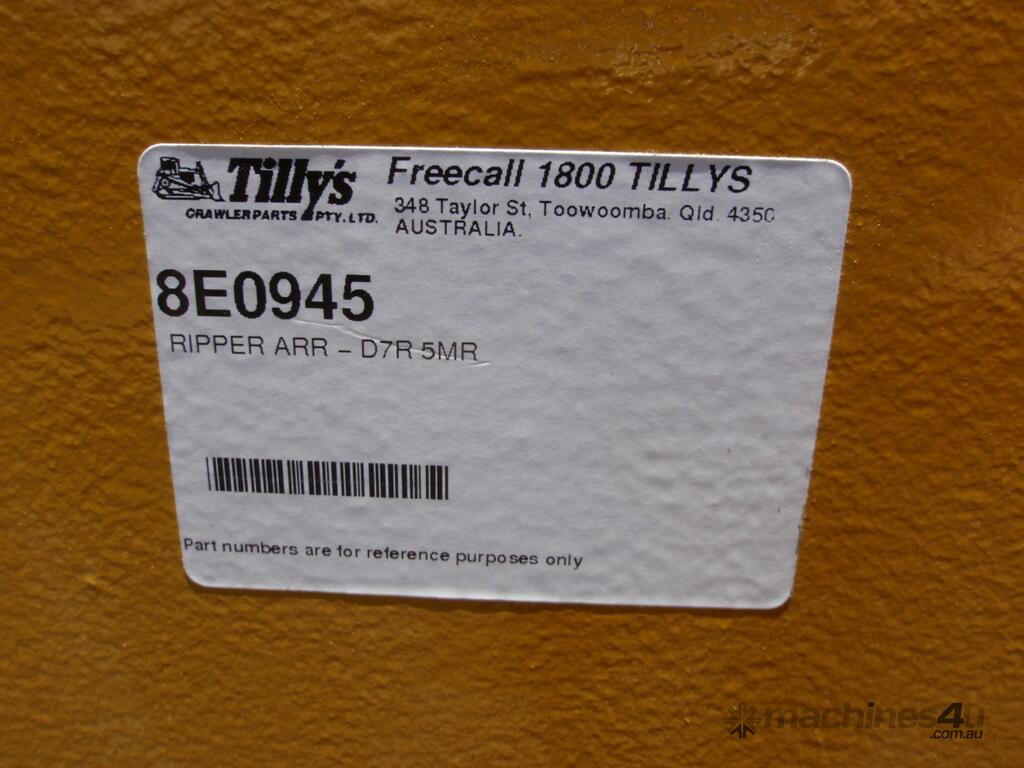 Tilly's
CRAWLER PARTS PTY. LTD.
Freecall 1800 TILLYS
348 Taylor St, Toowoomba. Qld. 4350
AUSTRALIA.
8E0945
RIPPER ARR – D7R 5MR
Part numbers are for reference purposes only
machines4u
.com.au